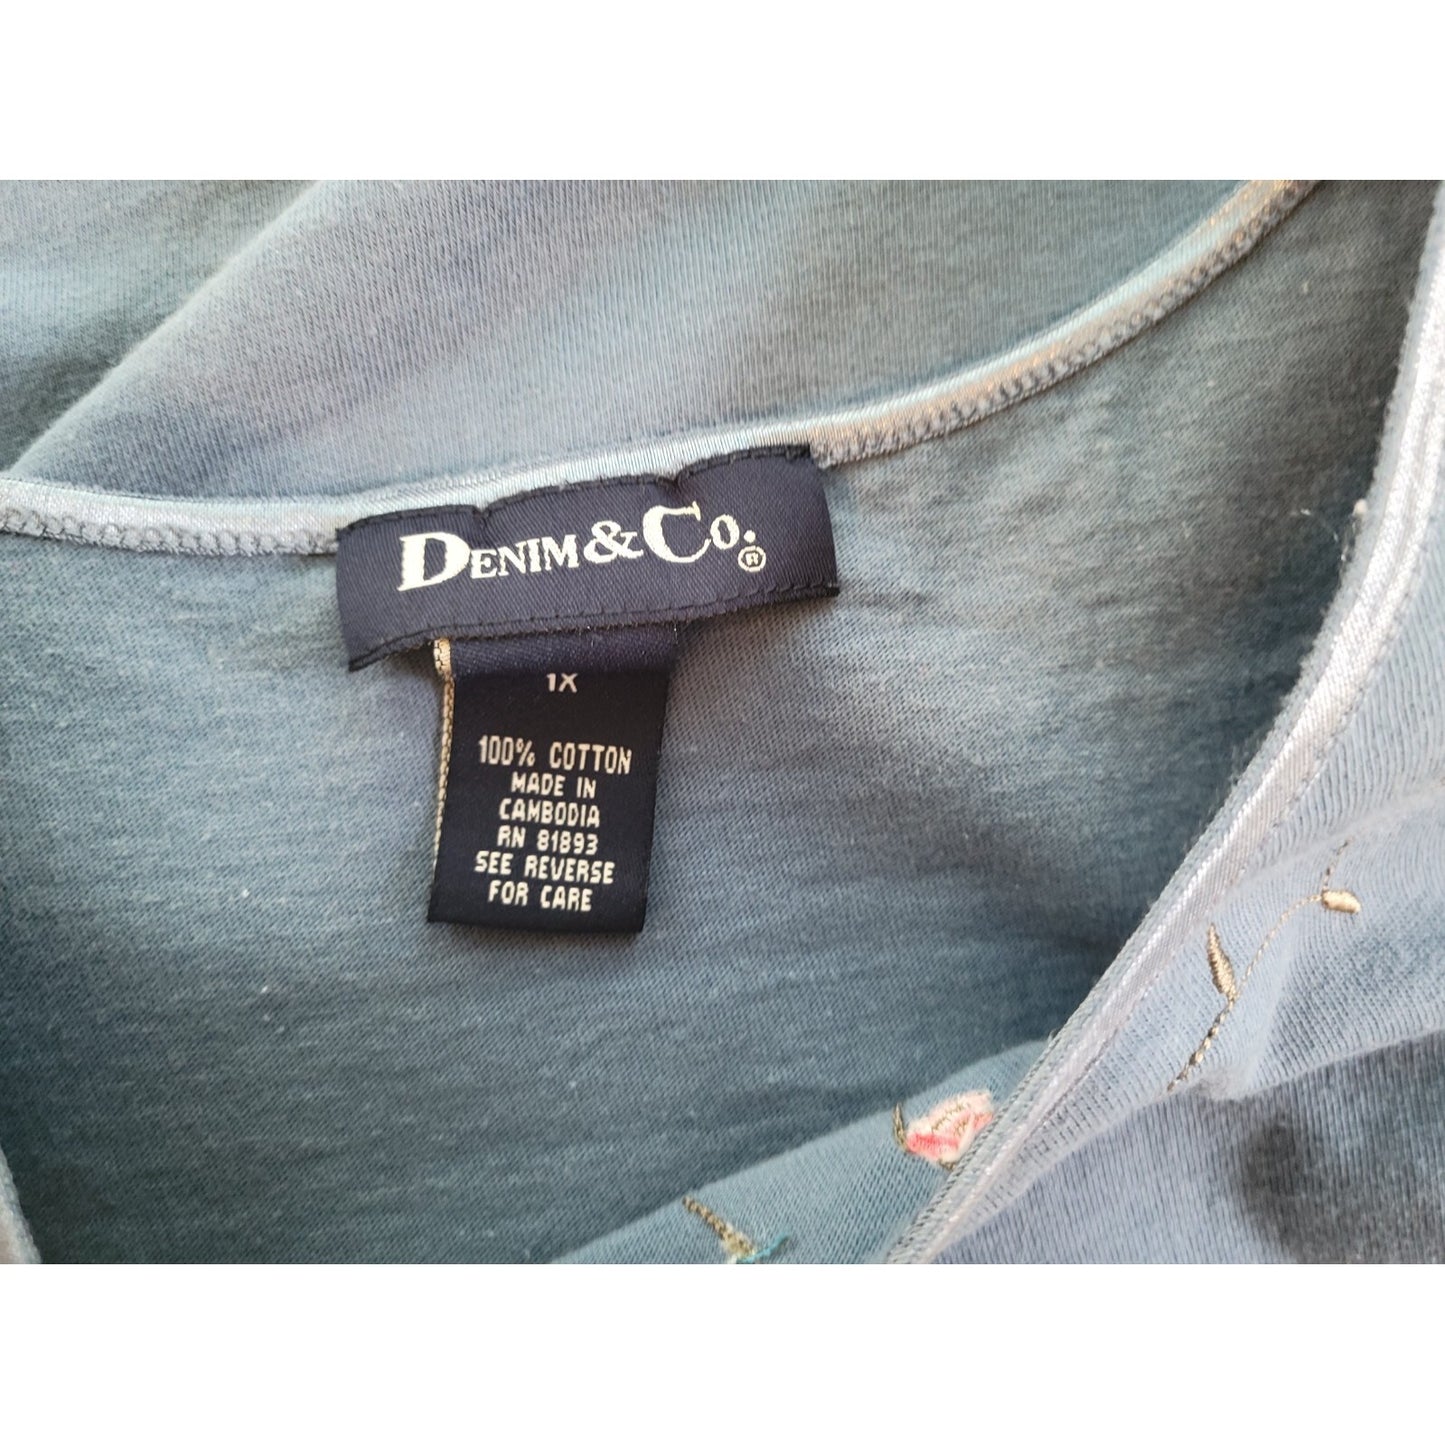 DENIM & Co. ®
1X
100% COTTON
MADE IN
CAMBODIA
RN 81893
SEE REVERSE
FOR CARE